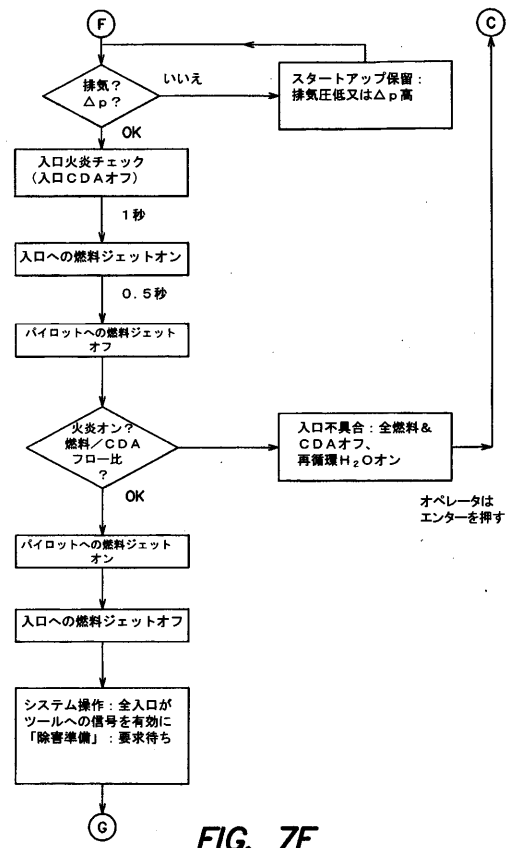 F
C
排気?
△p?
いいえ
スタートアップ保留:
排気圧低又は△p高
OK
入口火炎チェック
(入口CDAオフ)
1秒
入口への燃料ジェットオン
0.5秒
パイロットへの燃料ジェット
オフ
火炎オン?
燃料/CDA
フロー比
?
入口不具合:全燃料&
CDAオフ、
再循環H₂Oオン
OK
オペレータは
エンターを押す
パイロットへの燃料ジェット
オン
入口への燃料ジェットオフ
システム操作:全入口が
ツールへの信号を有効に
「除害準備」:要求待ち
G
FIG. 7F